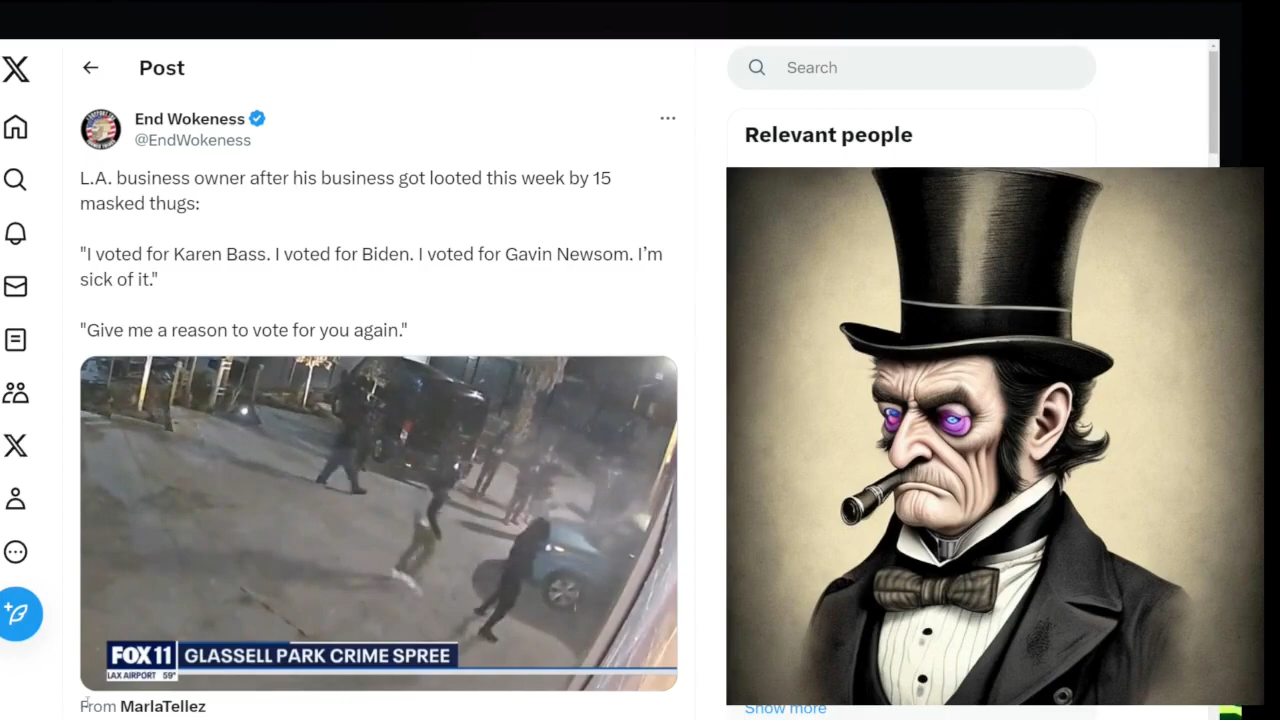 Post
Search
End Wokeness
@EndWokeness
Relevant people
L.A. business owner after his business got looted this week by 15
masked thugs:
"I voted for Karen Bass. I voted for Biden. I voted for Gavin Newsom. I’m
sick of it."
"Give me a reason to vote for you again."
FOX 11 GLASSELL PARK CRIME SPREE
LAX AIRPORT 59°
From MarlaTellez
Show more